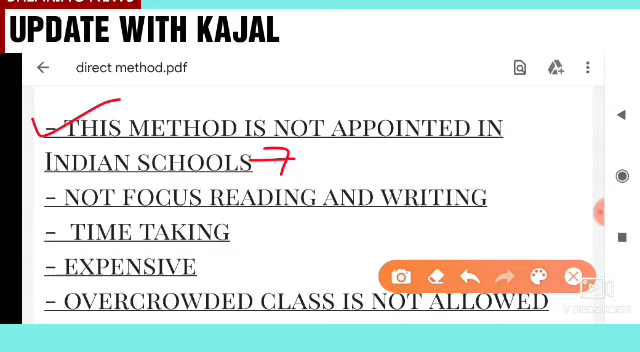 UPDATE WITH KAJAL
direct method.pdf
- THIS METHOD IS NOT APPOINTED IN
INDIAN SCHOOLS
- NOT FOCUS READING AND WRITING
- TIME TAKING
- EXPENSIVE
- OVERCROWDED CLASS IS NOT ALLOWED
V RECORDER